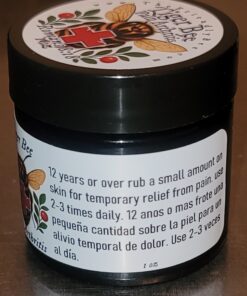 Bee
12 years or over rub a small amount on
skin for temporary relief from pain. use
2-3 times daily. 12 anos o mas frote una
pequeña cantidad sobre la piel para un
alivio temporal de dolor. Use 2-3 veces
al día.